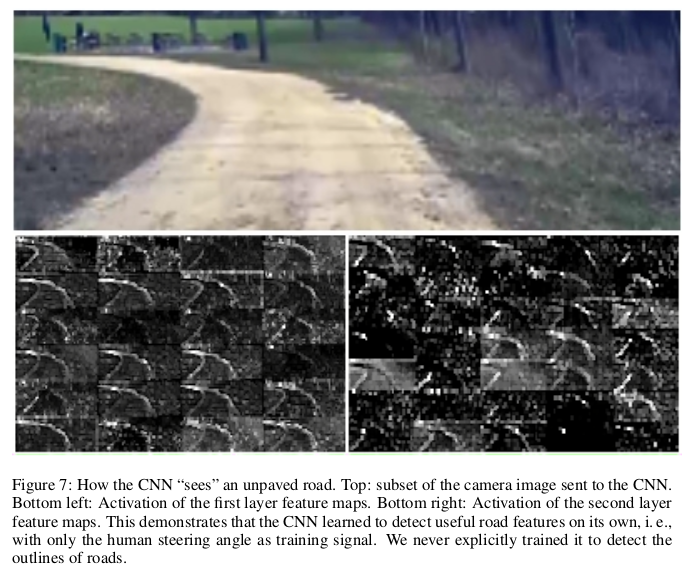 Figure 7: How the CNN “sees” an unpaved road. Top: subset of the camera image sent to the CNN.
Bottom left: Activation of the first layer feature maps. Bottom right: Activation of the second layer
feature maps. This demonstrates that the CNN learned to detect useful road features on its own, i. e.,
with only the human steering angle as training signal. We never explicitly trained it to detect the
outlines of roads.